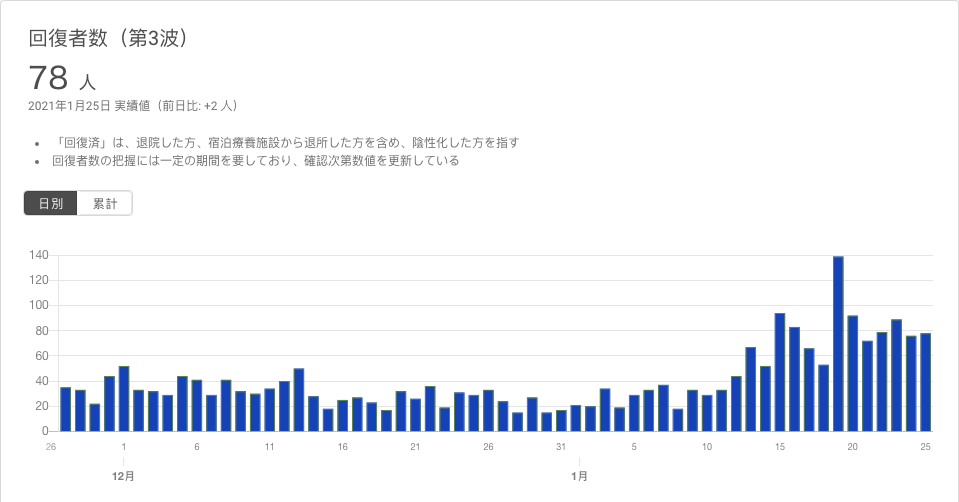 回復者数（第3波）
78 人
2021年1月25日 実績値（前日比: +2 人）
• 「回復済」は、退院した方、宿泊療養施設から退所した方を含め、陰性化した方を指す
• 回復者数の把握には一定の期間を要しており、確認次第数値を更新している
日別 累計
140
120
100
80
60
40
20
0
26 1 6 11 16 21 26 31 5 10 15 20 25
12月 1月